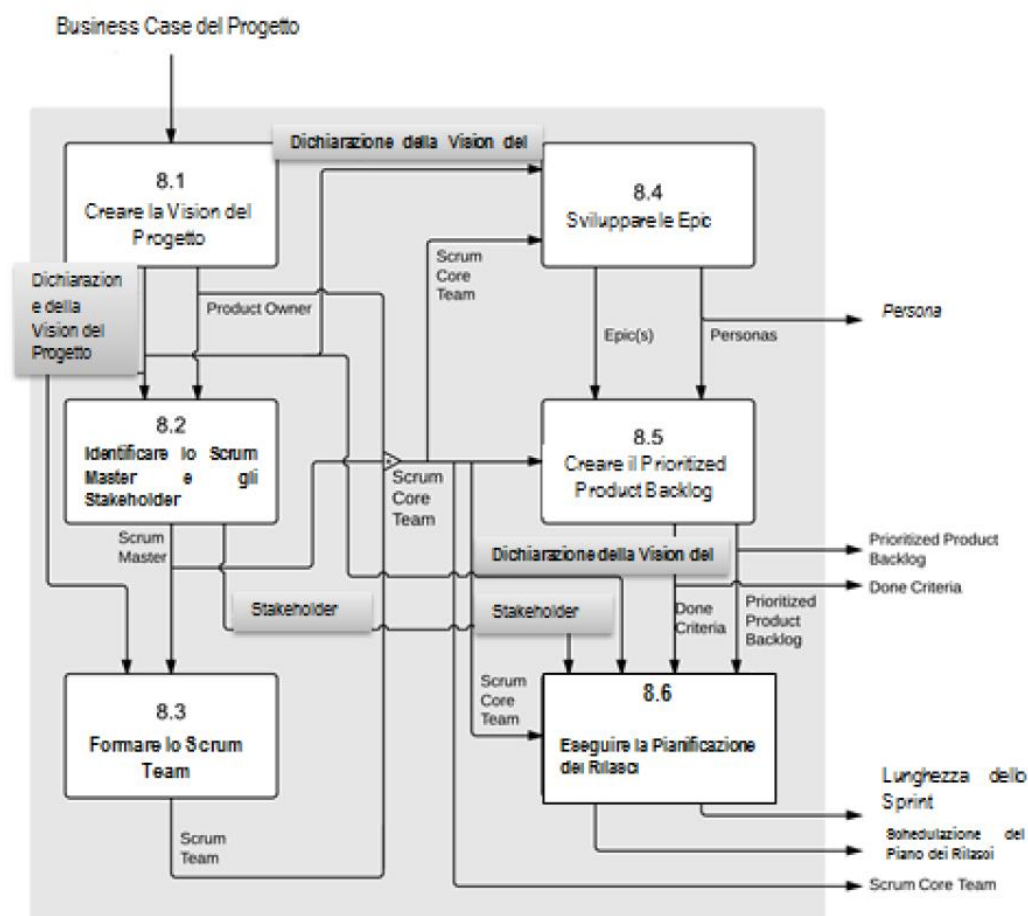 Business Case del Progetto
Dichiarazione della Vision del
8.1
Creare la Vision del
Progetto
8.4
Sviluppare le Epic
Dichiarazion
e della
Vision del
Progetto
Product Owner
Scrum
Core
Team
Epic(s)
Personas
Persona
8.2
Identificare lo Scrum
Master e gli
Stakeholder
8.5
Creare il Prioritized
Product Backlog
Scrum
Core
Team
Scrum
Master
Dichiarazione della Vision del
Prioritized Product
Backlog
Done Criteria
Stakeholder
Stakeholder
Done
Criteria
Prioritized
Product
Backlog
8.3
Formare lo Scrum
Team
Scrum
Core
Team
8.6
Eseguire la Pianificazione
dei Rilasci
Lunghezza dello
Sprint
Schedulazione del
Piano dei Rilasci
Scrum
Team
Scrum Core Team